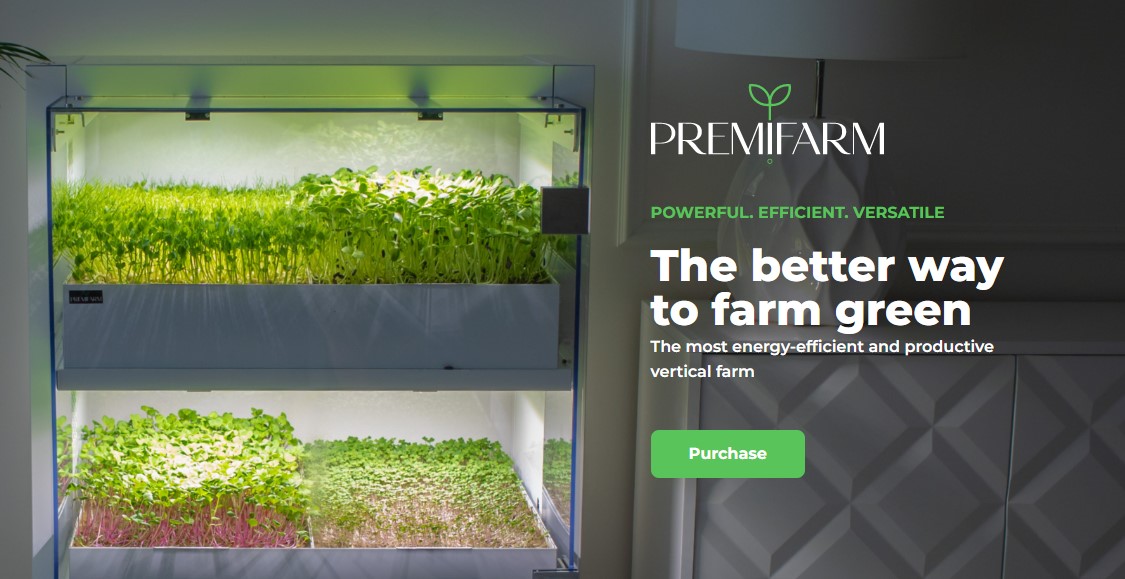 PREMIFARM
POWERFUL. EFFICIENT. VERSATILE
The better way
to farm green
The most energy-efficient and productive
vertical farm
Purchase
PREMIFARM